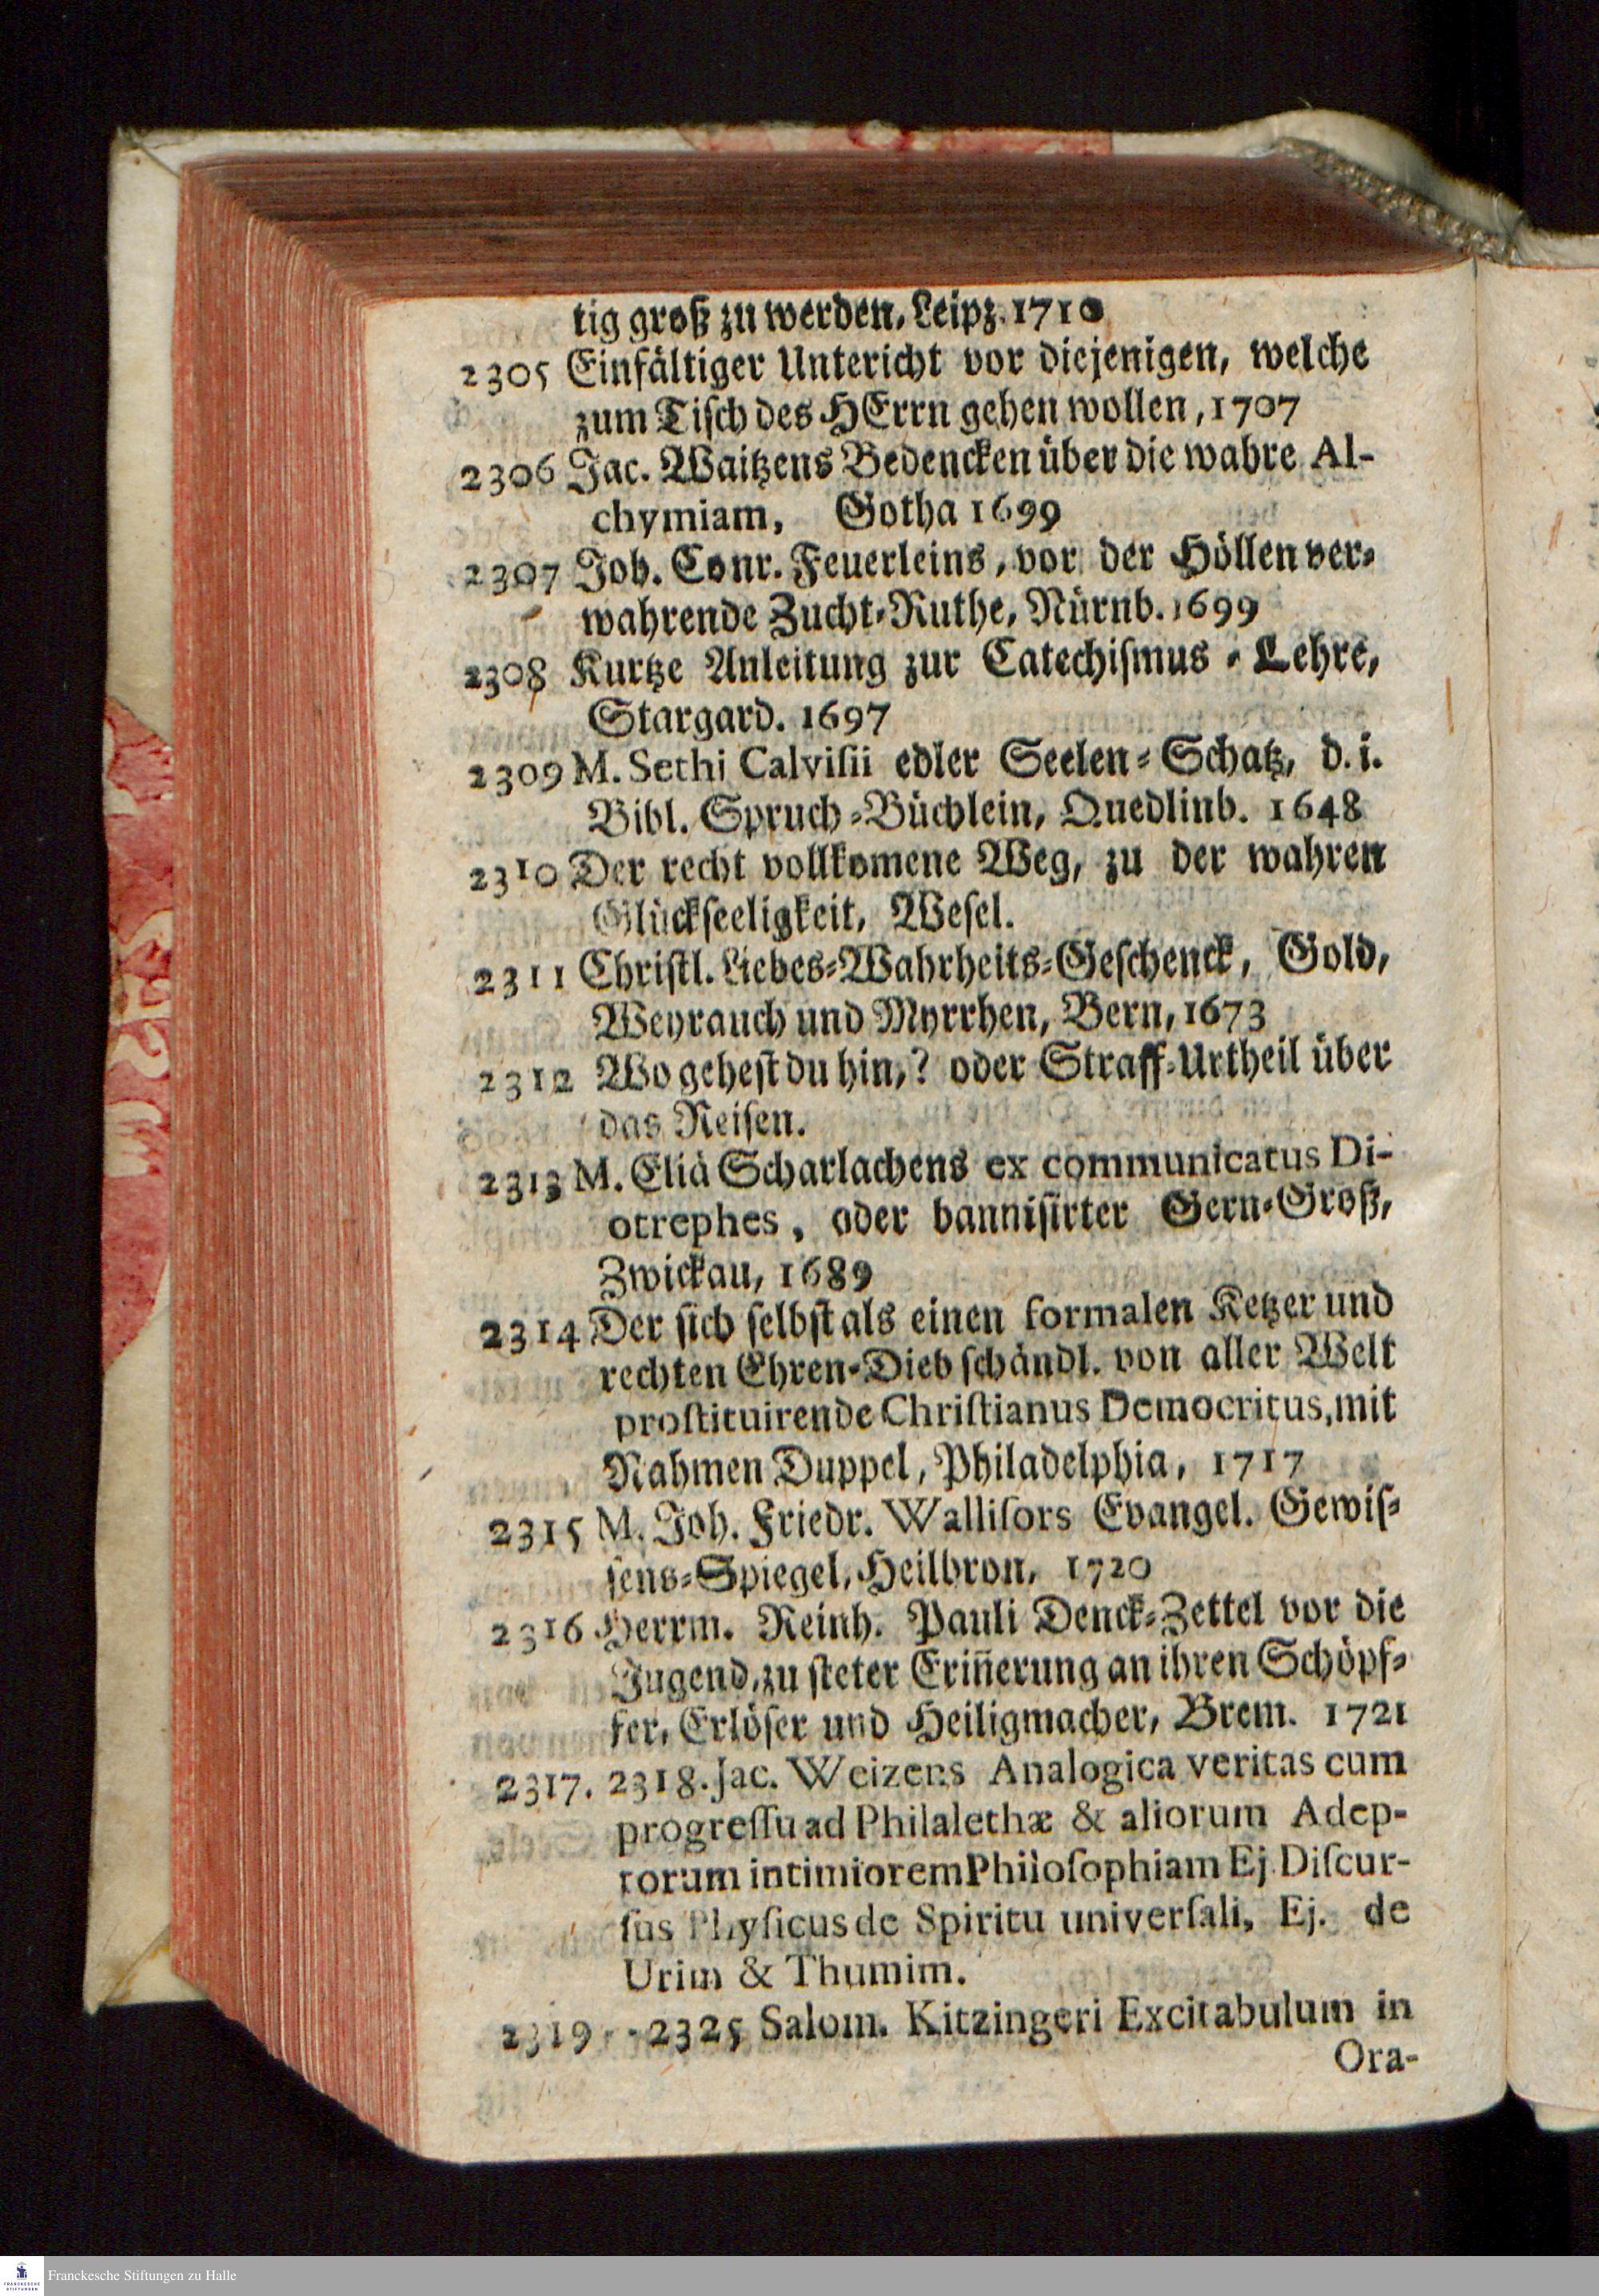 tig groß zu werden, Leipz. 1710
2305 Einfältiger Untericht vor diejenigen, welche
zum Tiſch des HErrn gehen wollen, 1707
2306 Jac. Waitzens Bedencken über die wahre Al-
chymiam, Gotha 1699
2307 Joh. Conr. Feuerleins, vor der Höllen ver-
wahrende Zucht-Ruthe, Nürnb. 1699
2308 Kurtze Anleitung zur Catechiſmus-Lehre,
Stargard. 1697
2309 M. Sethi Calviſii edler Seelen-Schatz, d. i.
Bibl. Spruch-Büchlein, Quedlinb. 1648
2310 Der recht vollkomene Weg, zu der wahren
Glückſeeligkeit, Weſel.
2311 Chriſtl. Liebes-Wahrheits-Geſchenck, Gold,
Weyrauch und Myrrhen, Bern, 1673
2312 Wo geheſt du hin,? oder Straff-Urtheil über
das Reiſen.
2313 M. Eliä Scharlachens ex communicatus Di-
otrephes, oder banniſirter Gern-Groß,
Zwickau, 1689
2314 Der ſich ſelbſt als einen formalen Ketzer und
rechten Ehren-Dieb ſchändl. von aller Welt
proſtituirende Chriſtianus Democritus, mit
Nahmen Duppel, Philadelphia, 1717
2315 M. Joh. Friedr. Walliſors Evangel. Gewiſ-
ſens-Spiegel, Heilbron, 1720
2316 Herrm. Reinh. Pauli Denck-Zettel vor die
Jugend, zu ſteter Erin̄erung an ihren Schöpf-
fer, Erlöſer und Heiligmacher, Brem. 1721
2317. 2318. Jac. Weizens Analogica veritas cum
progreſſu ad Philalethæ & aliorum Adep-
torum intimiorem Philoſophiam Ej. Diſcur-
ſus Phyſicus de Spiritu univerſali, Ej. de
Urim & Thumim.
2319 - - 2325 Salom. Kitzingeri Excitabulum in
Ora-
Franckesche Stiftungen zu Halle
FRANCKESCHE
STIFTUNGEN